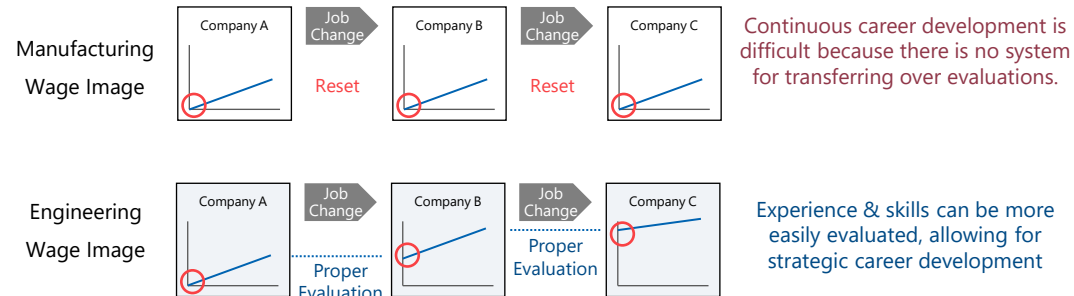 Manufacturing
Wage Image
Company A
Job
Change
Reset
Company B
Job
Change
Reset
Company C
Continuous career development is
difficult because there is no system
for transferring over evaluations.
Engineering
Wage Image
Company A
Job
Change
Proper
Evaluation
Company B
Job
Change
Proper
Evaluation
Company C
Experience & skills can be more
easily evaluated, allowing for
strategic career development